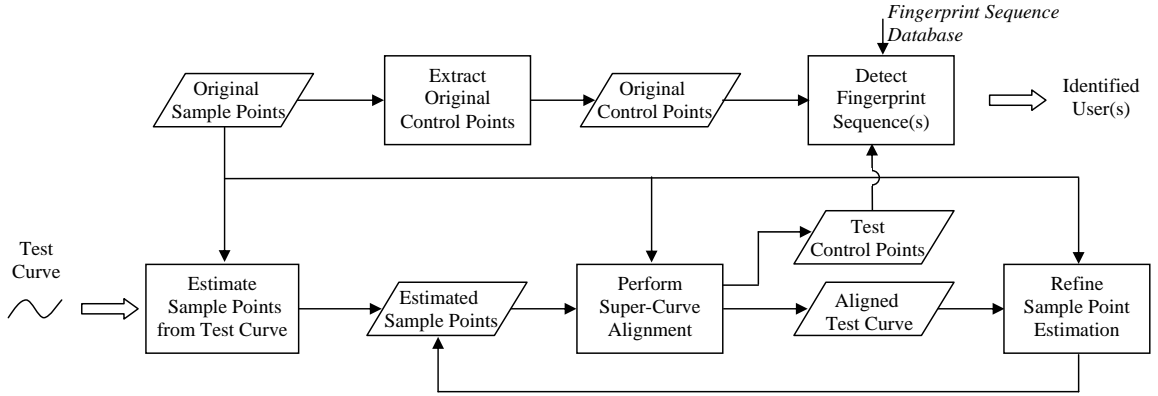 Fingerprint Sequence
Database
Original
Sample Points
Extract
Original
Control Points
Original
Control Points
Detect
Fingerprint
Sequence(s)
Identified
User(s)
Test
Control Points
Test
Curve
Estimate
Sample Points
from Test Curve
Estimated
Sample Points
Perform
Super-Curve
Alignment
Aligned
Test Curve
Refine
Sample Point
Estimation